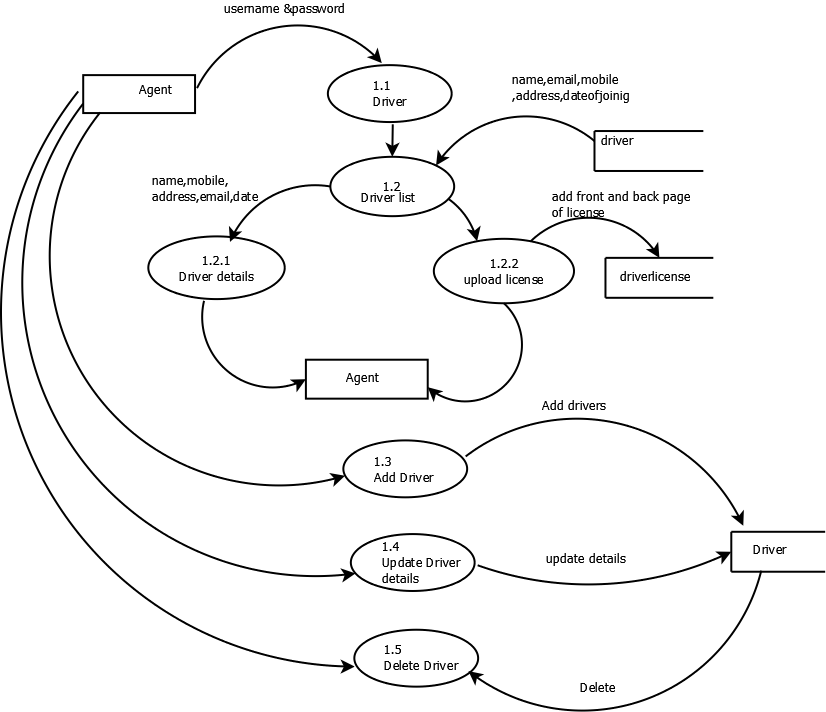 username &password
Agent
1.1
Driver
name,email,mobile
,address,dateofjoinig
driver
1.2
Driver list
name,mobile,
address,email,date
add front and back page
of license
1.2.1
Driver details
1.2.2
upload license
driverlicense
Agent
Add drivers
1.3
Add Driver
1.4
Update Driver
details
update details
Driver
1.5
Delete Driver
Delete